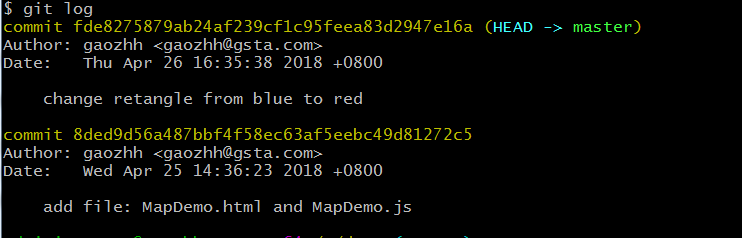 $ git log
commit fde8275879ab24af239cf1c95feea83d2947e16a (HEAD -> master)
Author: gaozhh <gaozhh@gsta.com>
Date:   Thu Apr 26 16:35:38 2018 +0800
change retangle from blue to red
commit 8ded9d56a487bbf4f58ec63af5eebc49d81272c5
Author: gaozhh <gaozhh@gsta.com>
Date:   Wed Apr 25 14:36:23 2018 +0800
add file: MapDemo.html and MapDemo.js